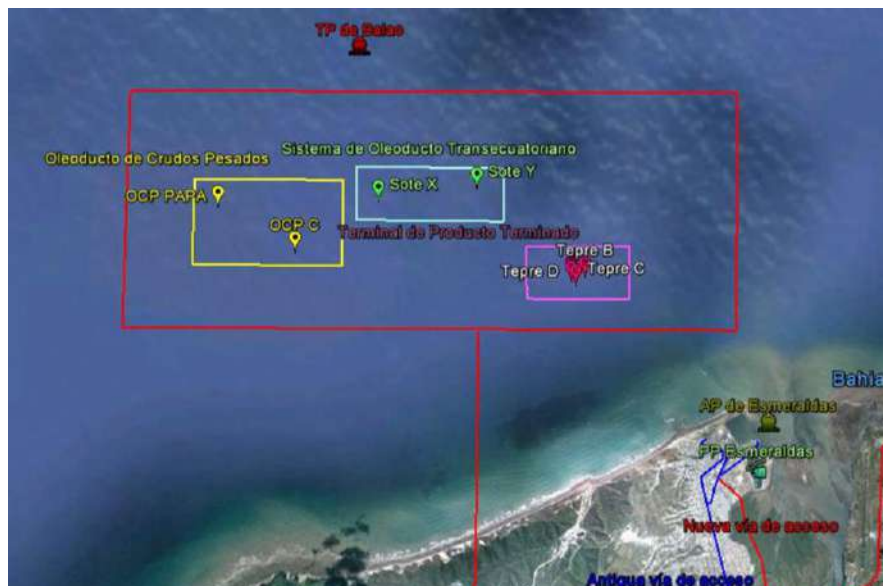 TP de Balao
Sistema de Oleoducto Transecuatoriano
Oleoducto de Crudos Pesados
Sote Y
Sote X
OCP PAPA
OCP C
Terminal de Producto Terminado
Tepre B
Tepre D
Tepre C
Bahía
AP de Esmeraldas
PP Esmeraldas
Nueva vía de acceso
Antigua vía de acceso